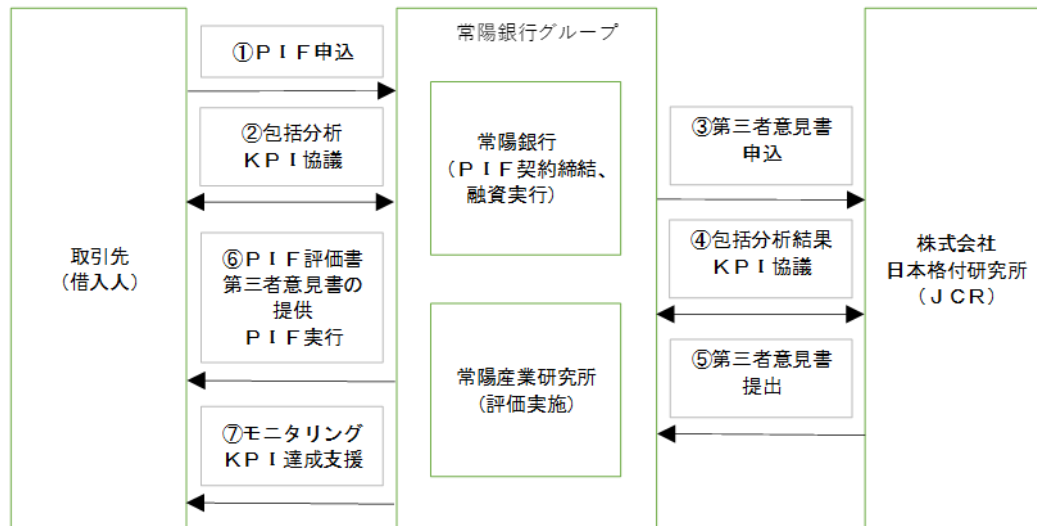 取引先
(借入人)
①ＰＩＦ申込
②包括分析
ＫＰＩ協議
⑥ＰＩＦ評価書
第三者意見書の
提供
ＰＩＦ実行
⑦モニタリング
ＫＰＩ達成支援
常陽銀行グループ
常陽銀行
（ＰＩＦ契約締結、
融資実行）
常陽産業研究所
(評価実施)
③第三者意見書
申込
④包括分析結果
ＫＰＩ協議
⑤第三者意見書
提出
株式会社
日本格付研究所
（ＪＣＲ）